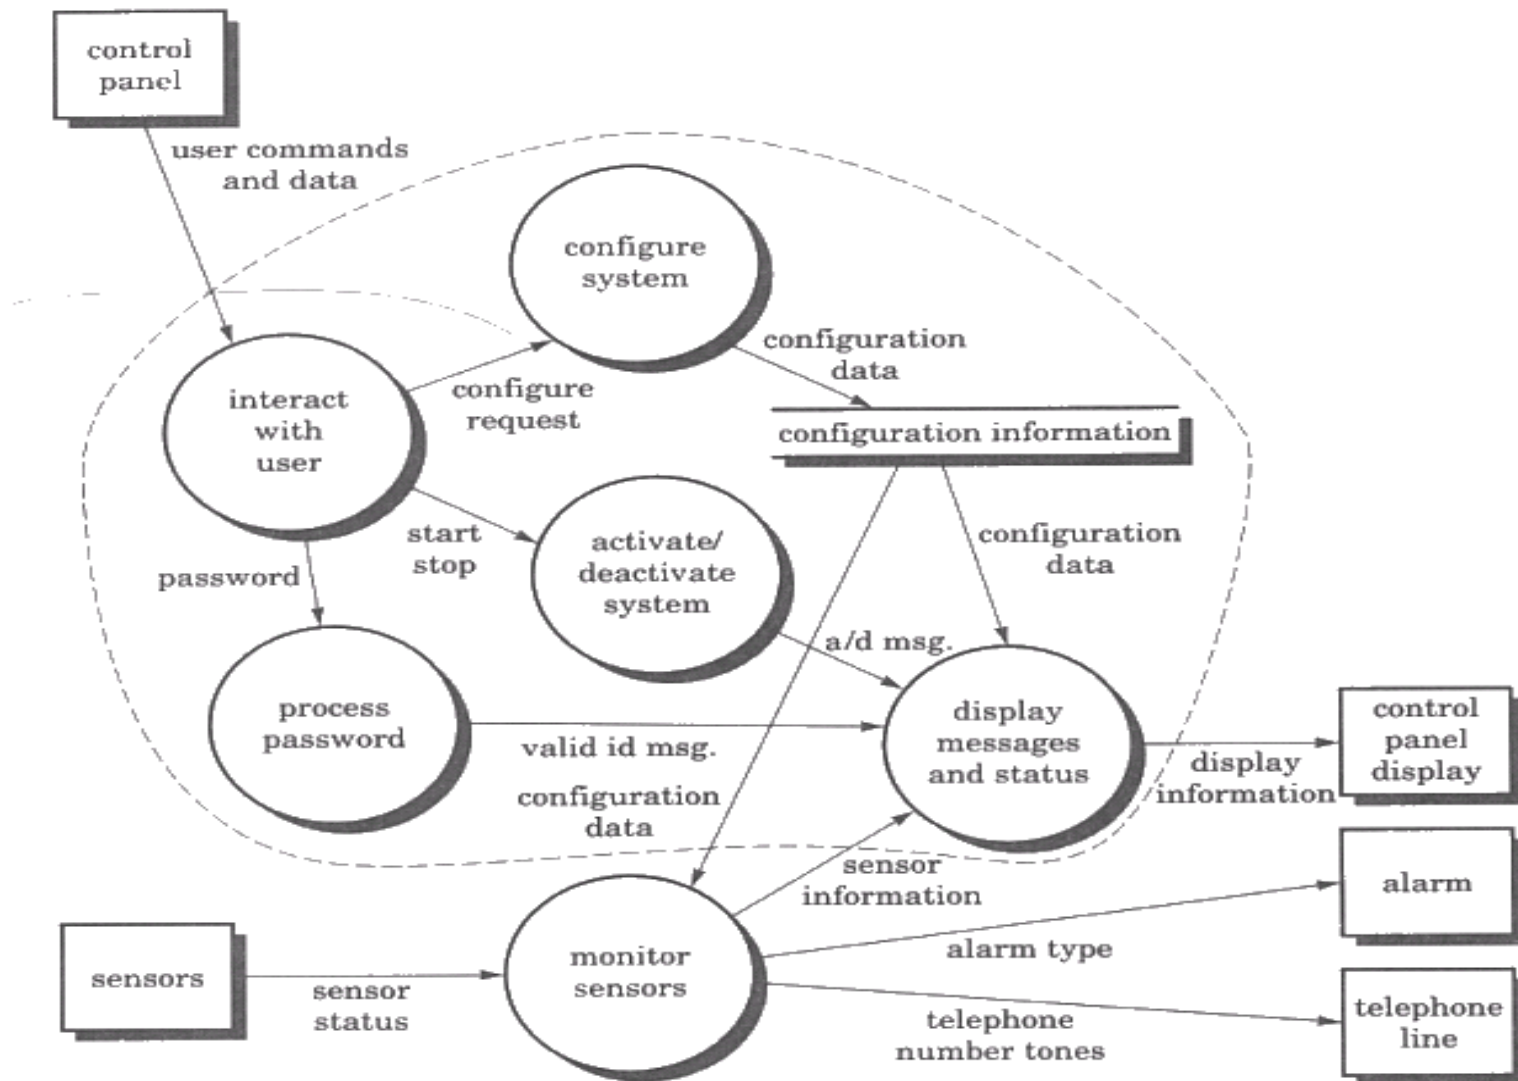 control
panel
user commands
and data
configure
system
configuration
data
interact
with
user
configure
request
configuration information
start
stop
activate/
deactivate
system
configuration
data
password
a/d msg.
process
password
valid id msg.
display
messages
and status
control
panel
display
display
information
configuration
data
sensor
information
alarm
sensors
sensor
status
monitor
sensors
alarm type
telephone
number tones
telephone
line